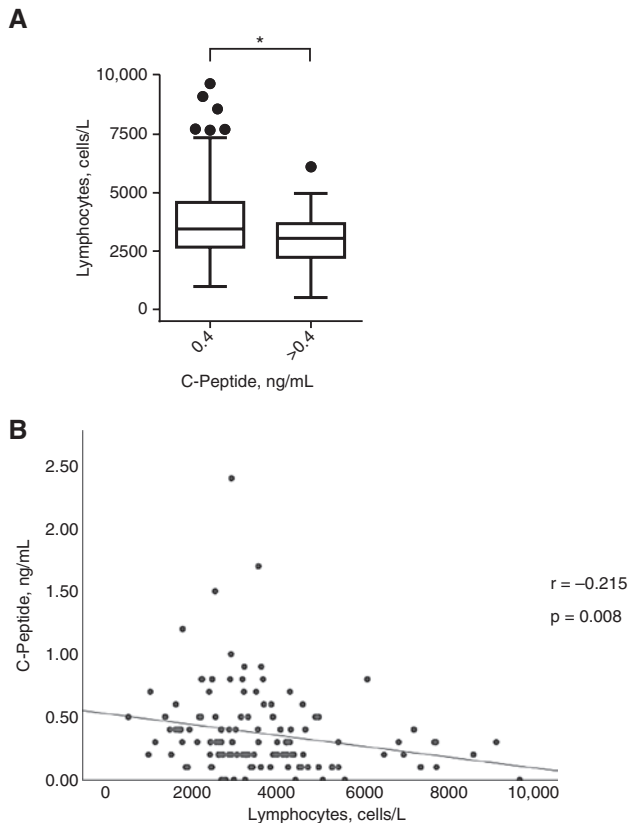 A
*
10,000
7500
5000
2500
0
Lymphocytes, cells/L
0.4
>0.4
C-Peptide, ng/mL
B
2.50
2.00
1.50
1.00
0.50
0.00
C-Peptide, ng/mL
r = –0.215
p = 0.008
0 2000 4000 6000 8000 10,000
Lymphocytes, cells/L